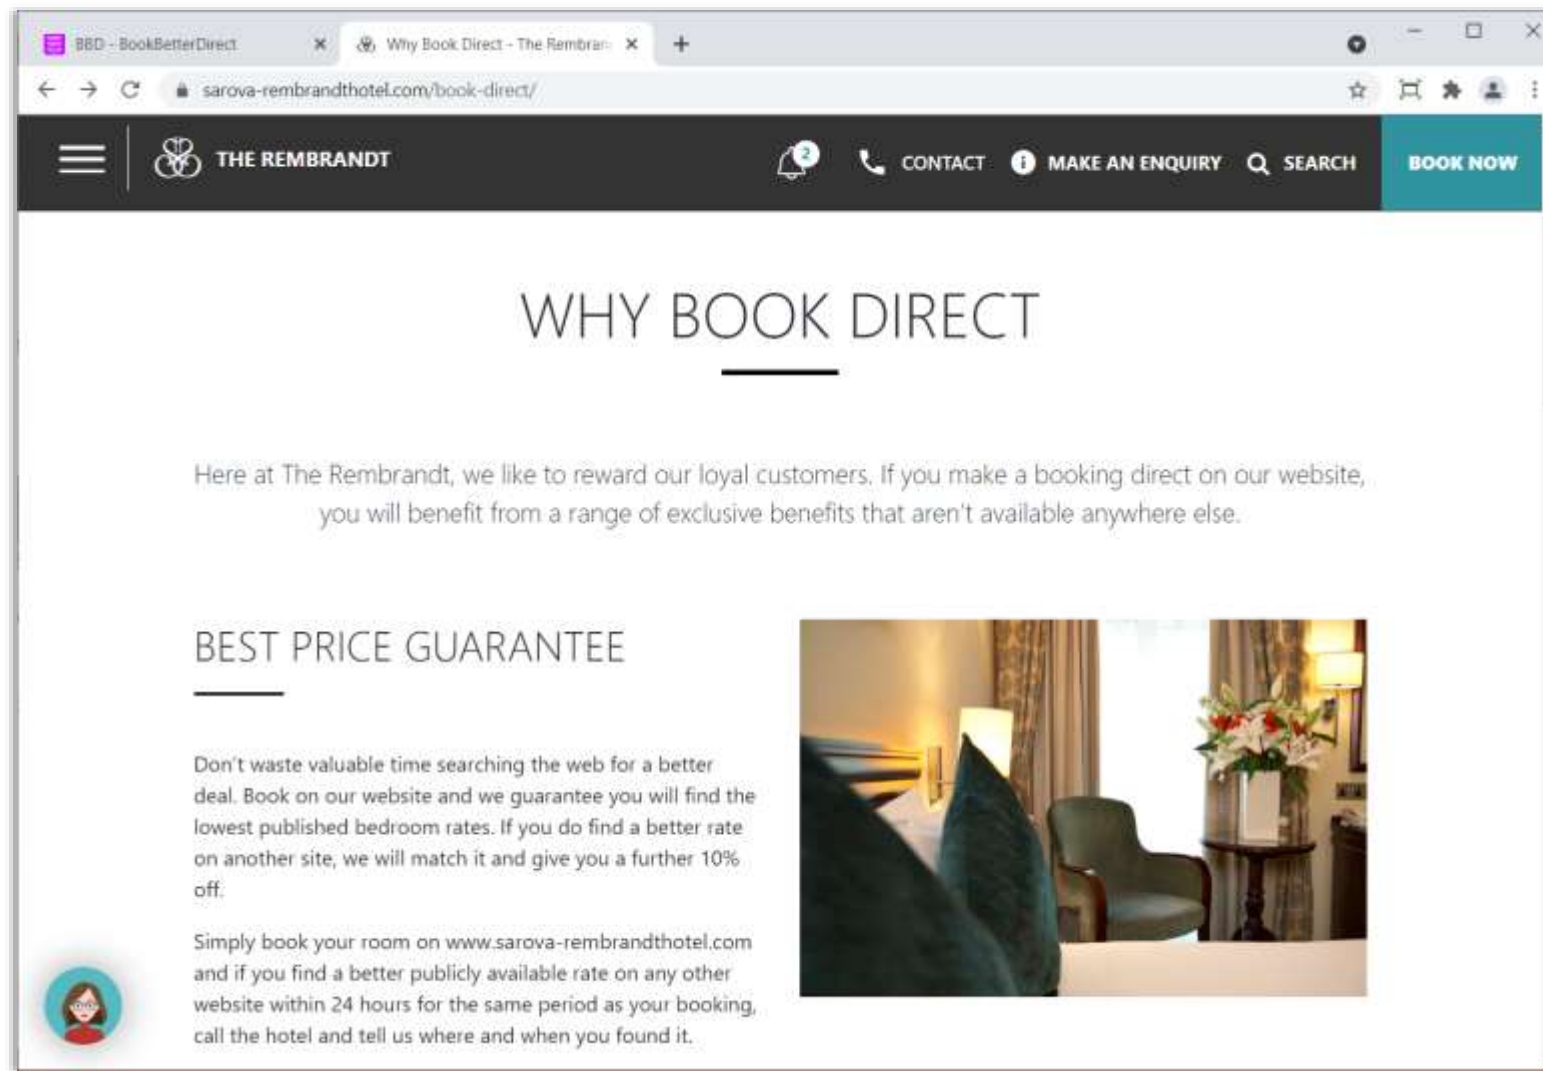 BBD - BookBetterDirect
Why Book Direct - The Rembran
sarova-rembrandthotel.com/book-direct/
THE REMBRANDT
2
CONTACT
MAKE AN ENQUIRY
SEARCH
BOOK NOW
WHY BOOK DIRECT
Here at The Rembrandt, we like to reward our loyal customers. If you make a booking direct on our website,
you will benefit from a range of exclusive benefits that aren't available anywhere else.
BEST PRICE GUARANTEE
Don't waste valuable time searching the web for a better
deal. Book on our website and we guarantee you will find the
lowest published bedroom rates. If you do find a better rate
on another site, we will match it and give you a further 10%
off.
Simply book your room on www.sarova-rembrandthotel.com
and if you find a better publicly available rate on any other
website within 24 hours for the same period as your booking,
call the hotel and tell us where and when you found it.